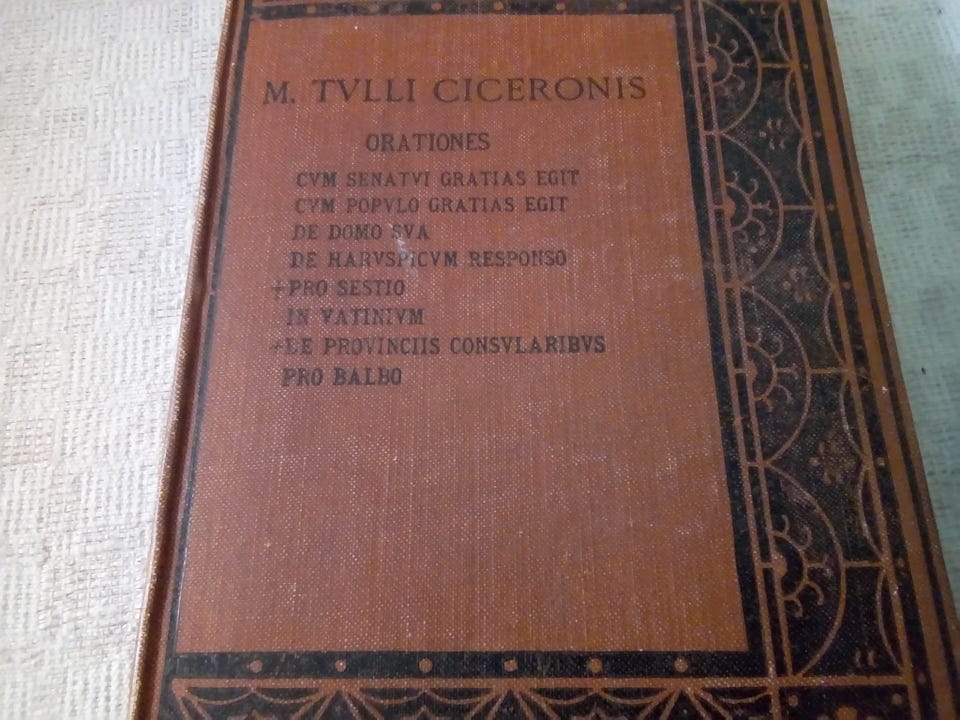 M. TVLLI CICERONIS
ORATIONES
CVM SENATVI GRATIAS EGIT
CVM POPVLO GRATIAS EGIT
DE DOMO SVA
DE HARVSPICVM RESPONSO
+PRO SESTIO
IN VATINIVM
+DE PROVINCIIS CONSVLARIBVS
PRO BALBO